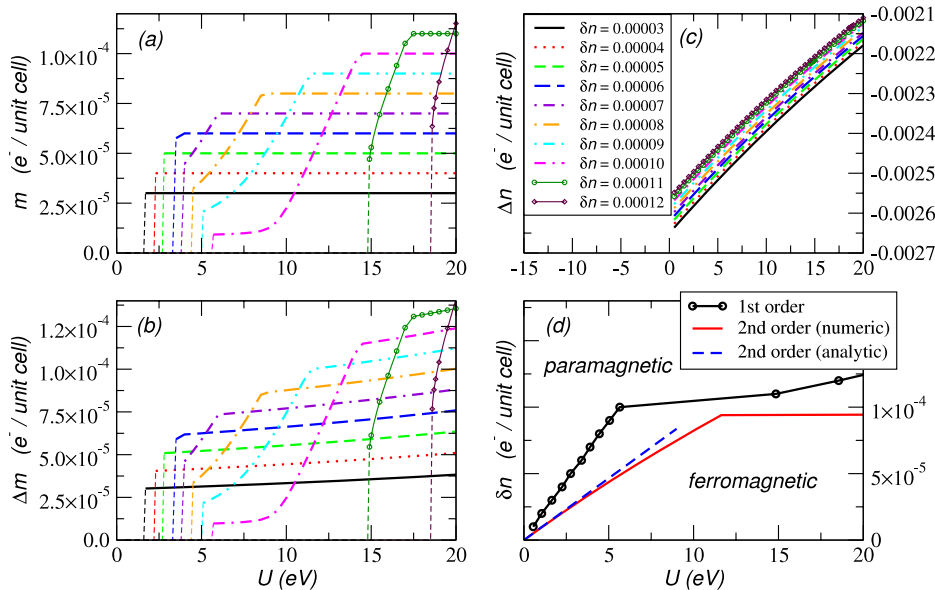 (a)
m (e⁻ / unit cell)
1.0×10⁻⁴
7.5×10⁻⁵
5.0×10⁻⁵
2.5×10⁻⁵
0.0
0 5 10 15 20
δn = 0.00003
δn = 0.00004
δn = 0.00005
δn = 0.00006
δn = 0.00007
δn = 0.00008
δn = 0.00009
δn = 0.00010
δn = 0.00011
δn = 0.00012
(c)
Δn (e⁻ / unit cell)
-0.0021
-0.0022
-0.0023
-0.0024
-0.0025
-0.0026
-0.0027
-15 -10 -5 0 5 10 15 20
(b)
Δm (e⁻ / unit cell)
1.2×10⁻⁴
1.0×10⁻⁴
7.5×10⁻⁵
5.0×10⁻⁵
2.5×10⁻⁵
0.0
0 5 10 15 20
U (eV)
(d)
1st order
2nd order (numeric)
2nd order (analytic)
paramagnetic
ferromagnetic
δn (e⁻ / unit cell)
1×10⁻⁴
5×10⁻⁵
0
0 5 10 15 20
U (eV)